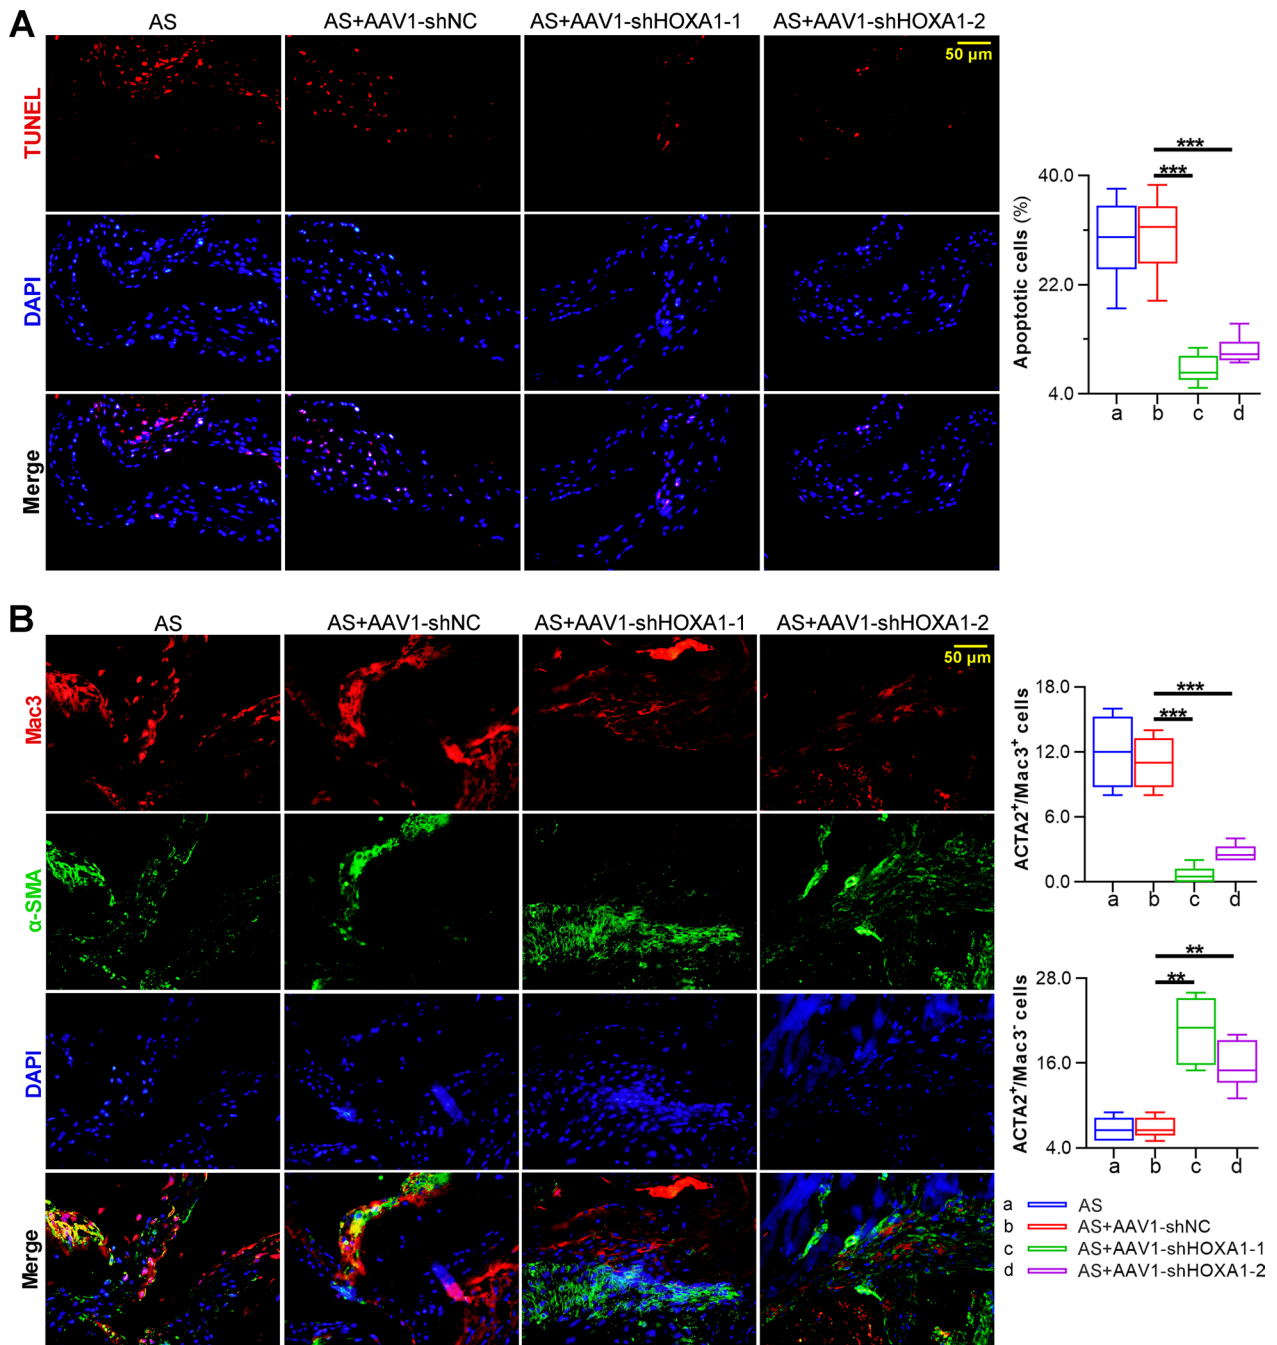 A
AS
AS+AAV1-shNC
AS+AAV1-shHOXA1-1
AS+AAV1-shHOXA1-2
50 μm
TUNEL
DAPI
Merge
Apoptotic cells (%)
40.0
22.0
4.0
***
***
a
b
c
d
B
AS
AS+AAV1-shNC
AS+AAV1-shHOXA1-1
AS+AAV1-shHOXA1-2
50 μm
Mac3
α-SMA
DAPI
Merge
ACTA2⁺/Mac3⁺ cells
18.0
12.0
6.0
0.0
***
***
a
b
c
d
ACTA2⁺/Mac3⁻ cells
28.0
16.0
4.0
**
**
a
b
c
d
a AS
b AS+AAV1-shNC
c AS+AAV1-shHOXA1-1
d AS+AAV1-shHOXA1-2